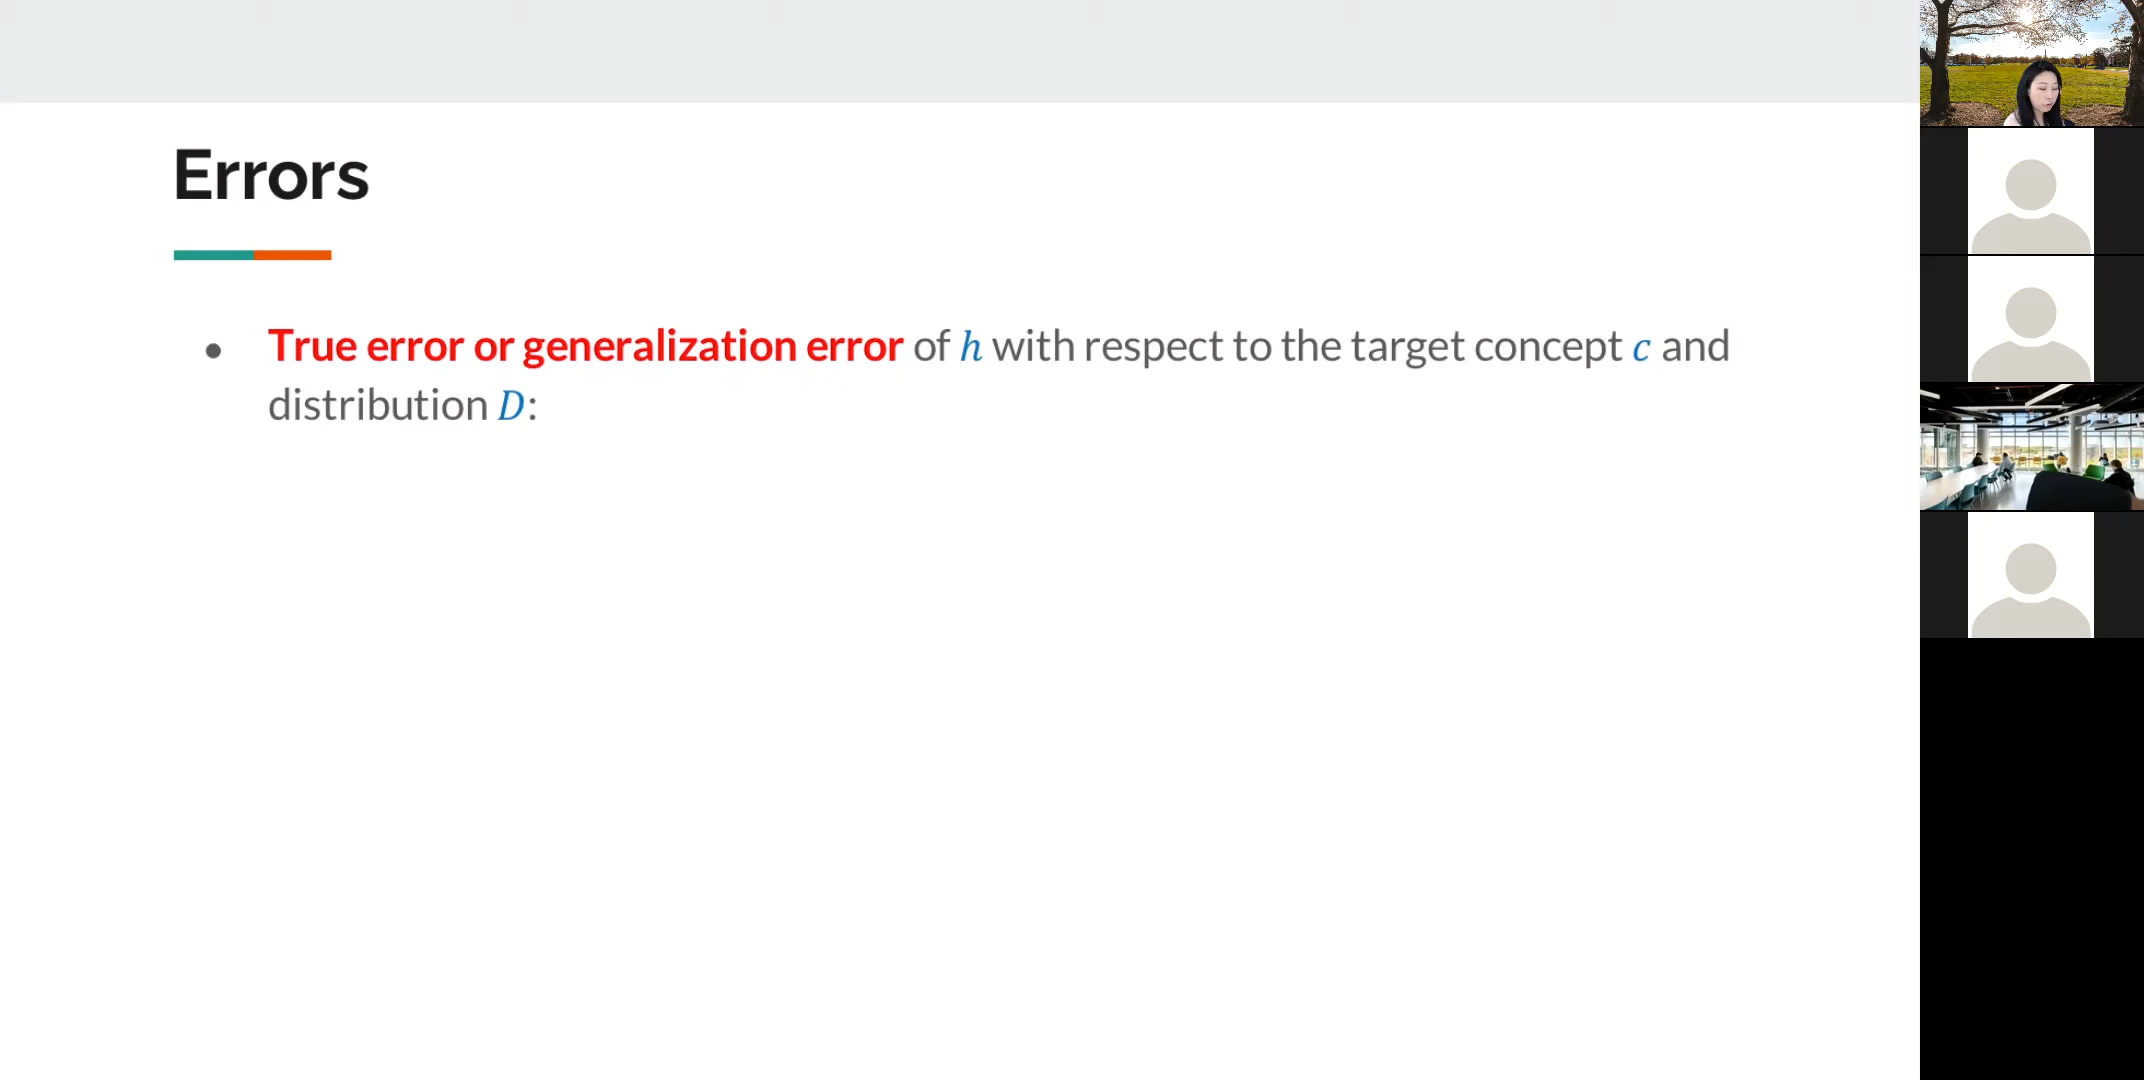 Errors
● True error or generalization error of h with respect to the target concept c and
distribution D: